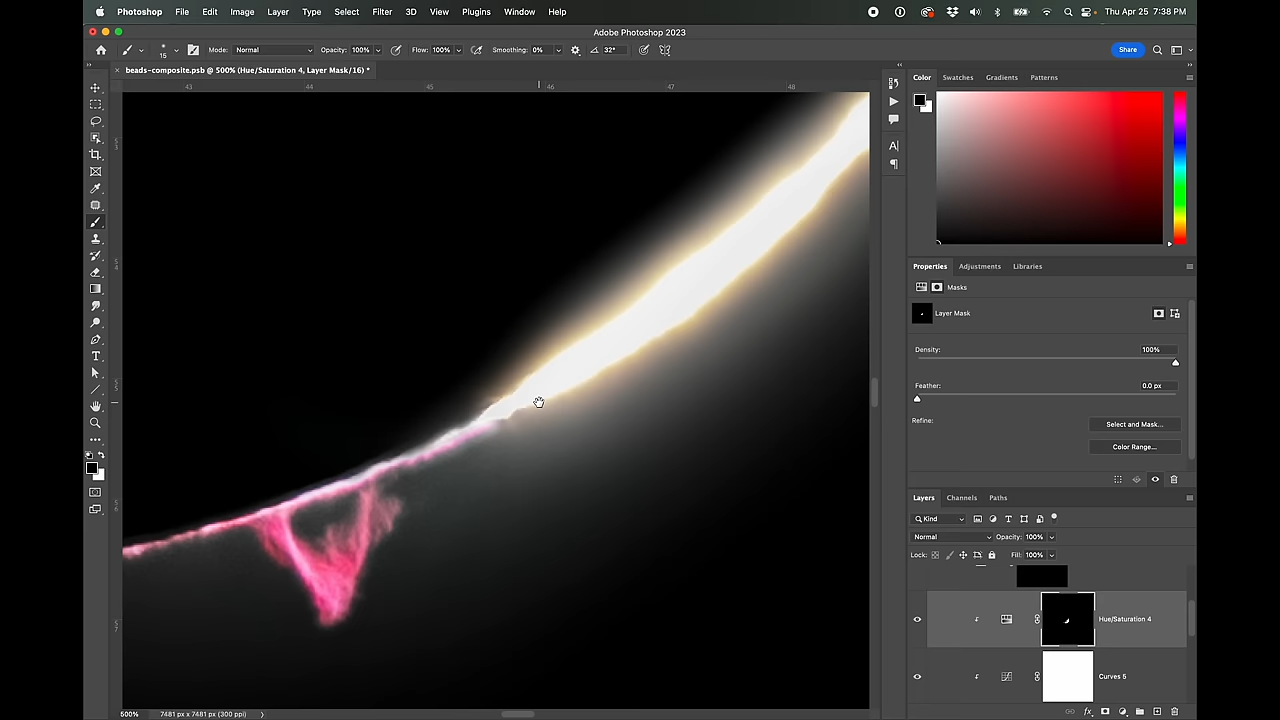 Photoshop File Edit Image Layer Type Select Filter 3D View Plugins Window Help Thu Apr 25 7:38 PM
Adobe Photoshop 2023
15 Mode: Normal Opacity: 100% Flow: 100% Smoothing: 0% 32° Share
beads-composite.psb @ 500% (Hue/Saturation 4, Layer Mask/16) *
43 44 45 46 47 48
Color Swatches Gradients Patterns
Properties Adjustments Libraries
Masks
Layer Mask
Density: 100%
Feather: 0.0 px
Refine: Select and Mask...
Color Range...
Layers Channels Paths
Kind
Normal Opacity: 100%
Lock: Fill: 100%
Hue/Saturation 4
Curves 5
500% 7481 px x 7481 px (300 ppi)